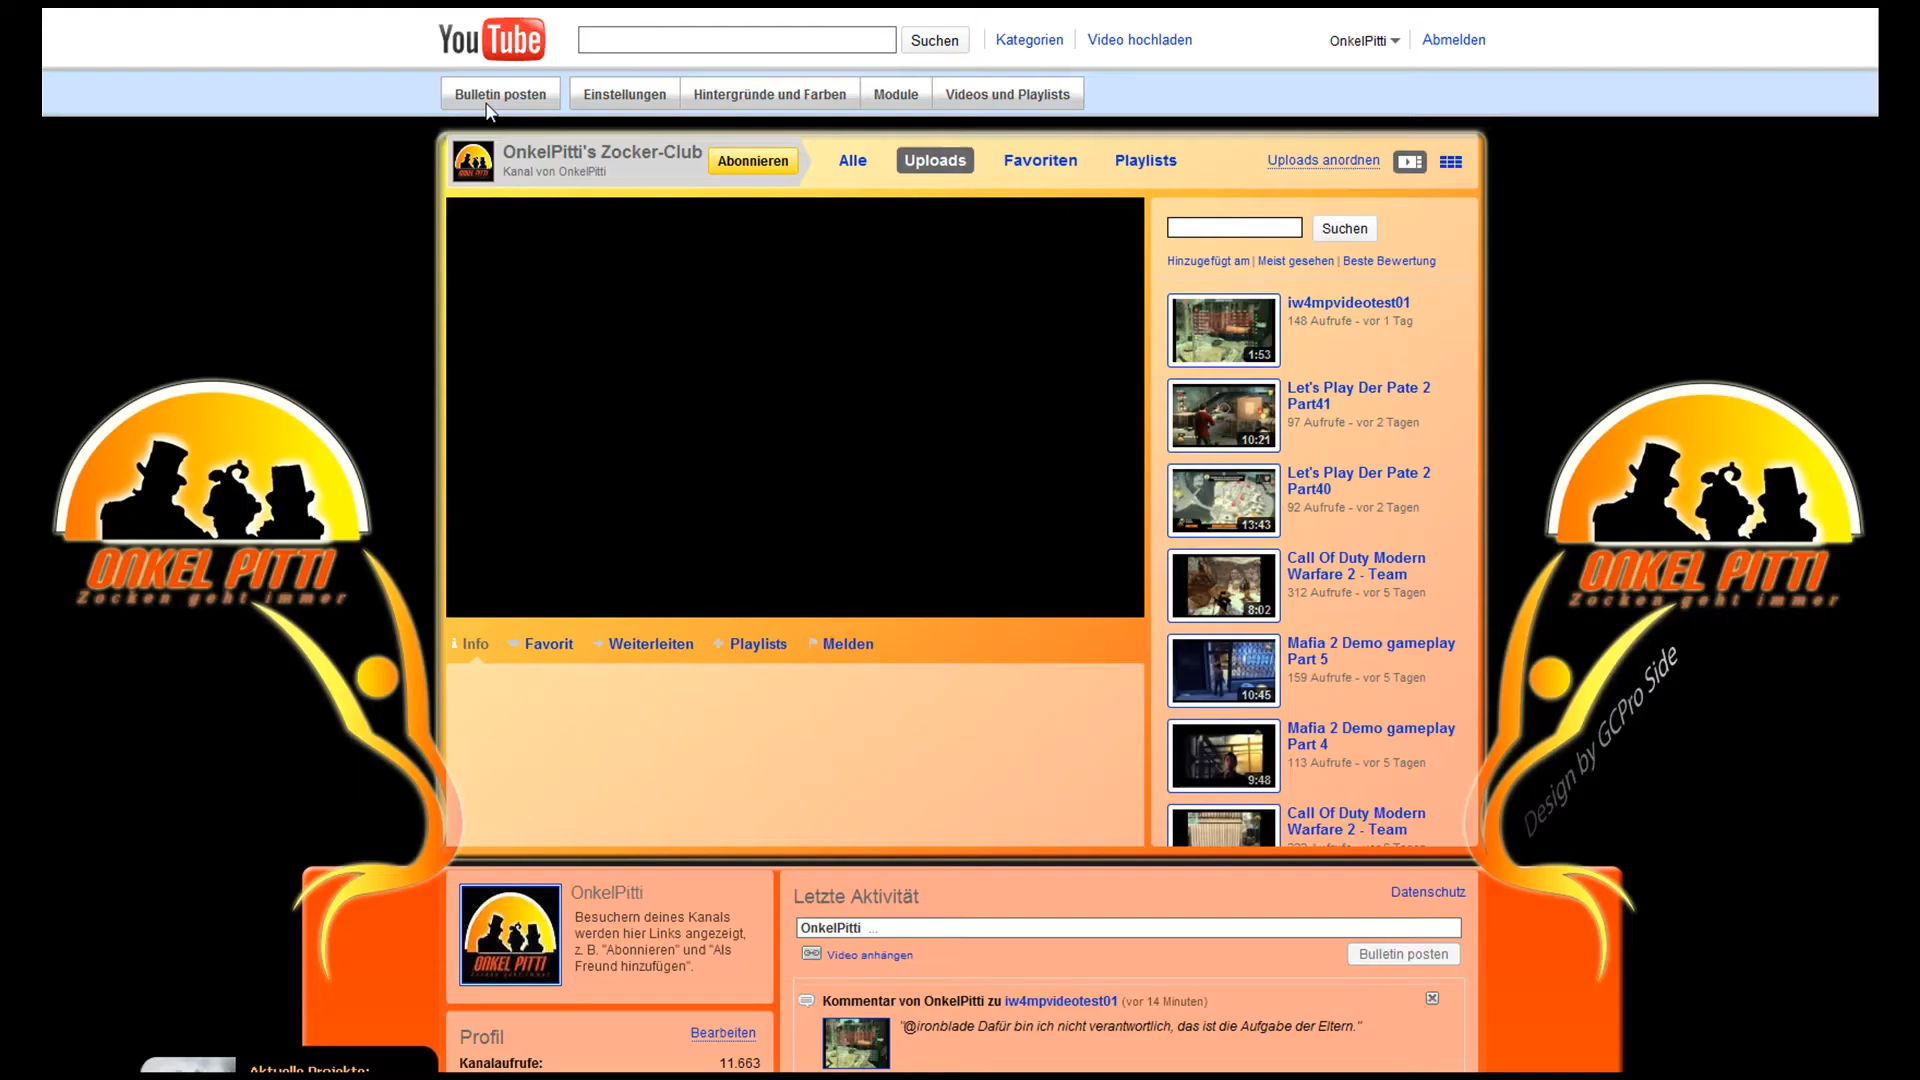 YouTube
Suchen
Kategorien
Video hochladen
OnkelPitti
Abmelden
Bulletin posten
Einstellungen
Hintergründe und Farben
Module
Videos und Playlists
OnkelPitti's Zocker-Club
Kanal von OnkelPitti
Abonnieren
Alle
Uploads
Favoriten
Playlists
Uploads anordnen
Suchen
Hinzugefügt am | Meist gesehen | Beste Bewertung
iw4mpvideotest01
148 Aufrufe - vor 1 Tag
1:53
Let's Play Der Pate 2
Part41
97 Aufrufe - vor 2 Tagen
10:21
Let's Play Der Pate 2
Part40
92 Aufrufe - vor 2 Tagen
13:43
Call Of Duty Modern
Warfare 2 - Team
312 Aufrufe - vor 5 Tagen
8:02
Mafia 2 Demo gameplay
Part 5
159 Aufrufe - vor 5 Tagen
10:45
Mafia 2 Demo gameplay
Part 4
113 Aufrufe - vor 5 Tagen
9:48
Call Of Duty Modern
Warfare 2 - Team
ONKEL PITTI
Zocken geht immer
ONKEL PITTI
Zocken geht immer
Design by GCPro Side
Info
Favorit
Weiterleiten
Playlists
Melden
ONKEL PITTI
OnkelPitti
Besuchern deines Kanals
werden hier Links angezeigt,
z. B. "Abonnieren" und "Als
Freund hinzufügen".
Profil
Bearbeiten
Kanalaufrufe:
11.663
Aktuelle Projekte:
Letzte Aktivität
Datenschutz
OnkelPitti ...
Video anhängen
Bulletin posten
Kommentar von OnkelPitti zu iw4mpvideotest01 (vor 14 Minuten)
"@ironblade Dafür bin ich nicht verantwortlich, das ist die Aufgabe der Eltern."